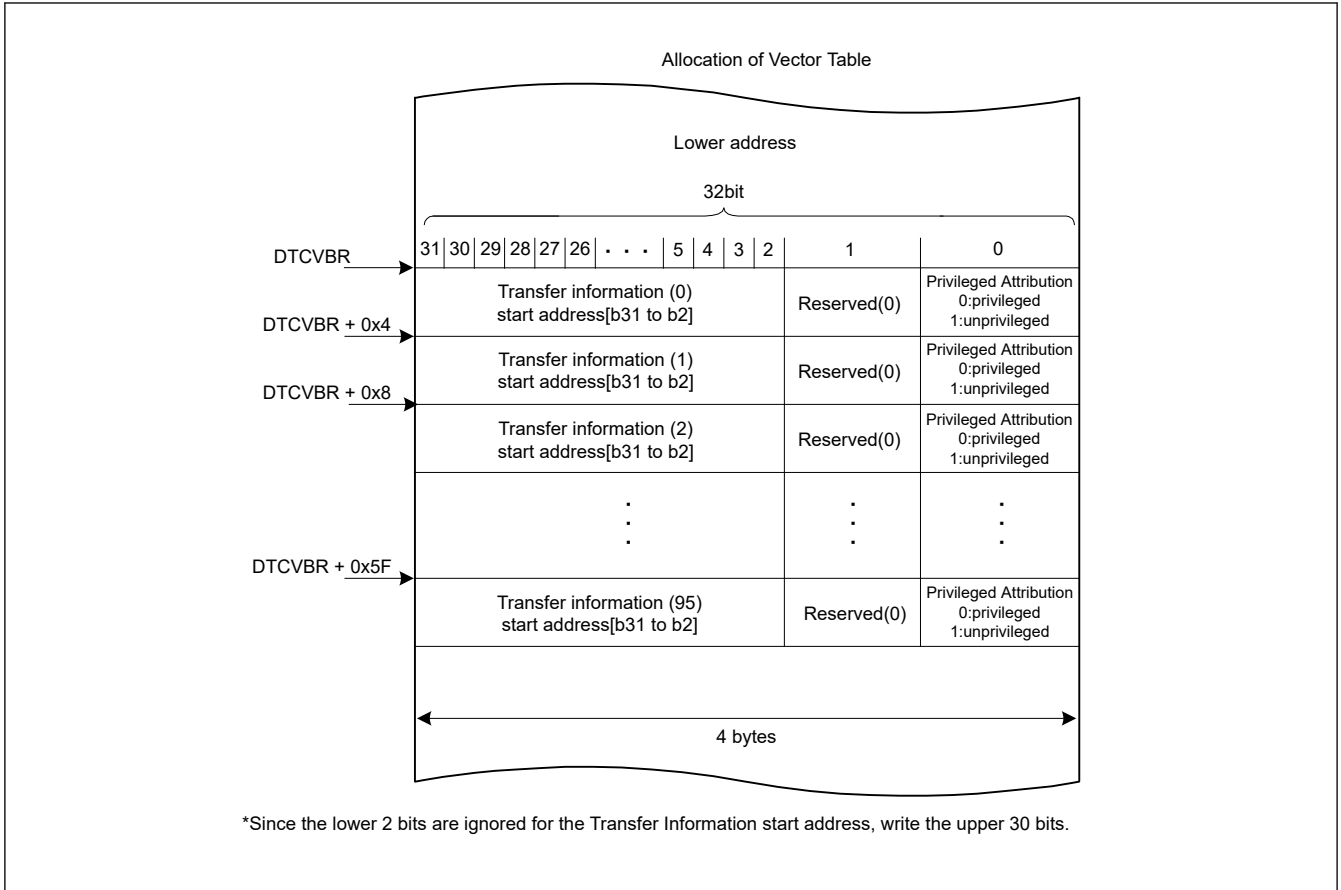 Allocation of Vector Table
Lower address
32bit
31 30 29 28 27 26 · · · 5 4 3 2 1 0
DTCVBR
Transfer information (0)
start address[b31 to b2]
Reserved(0)
Privileged Attribution
0:privileged
1:unprivileged
DTCVBR + 0x4
Transfer information (1)
start address[b31 to b2]
Reserved(0)
Privileged Attribution
0:privileged
1:unprivileged
DTCVBR + 0x8
Transfer information (2)
start address[b31 to b2]
Reserved(0)
Privileged Attribution
0:privileged
1:unprivileged
DTCVBR + 0x5F
Transfer information (95)
start address[b31 to b2]
Reserved(0)
Privileged Attribution
0:privileged
1:unprivileged
4 bytes
*Since the lower 2 bits are ignored for the Transfer Information start address, write the upper 30 bits.